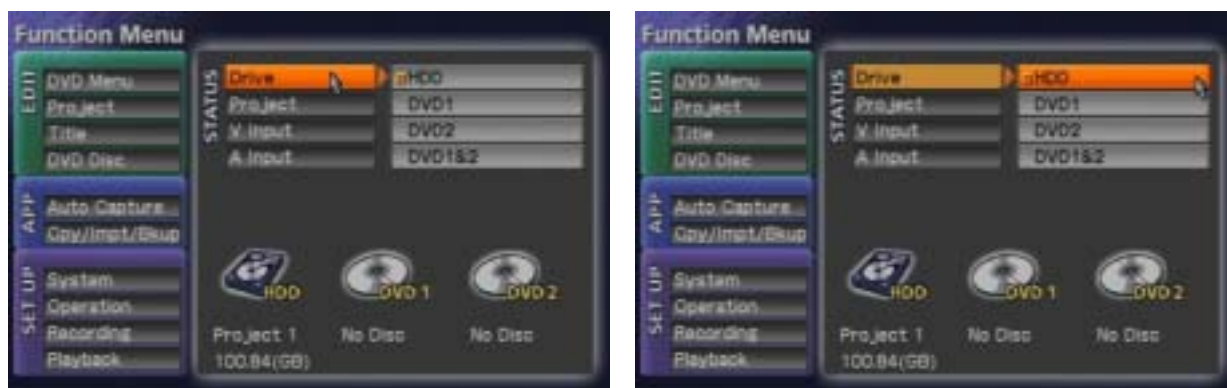 Function Menu
EDIT
DVD Menu
Project
Title
DVD Disc
APP
Auto Capture
Cpy/Impt/Bkup
SET UP
System
Operation
Recording
Playback
STATUS
Drive
HDD
Project
DVD1
V Input
DVD2
A Input
DVD1&2
HDD
DVD 1
DVD 2
Project 1
No Disc
No Disc
100.84(GB)
Function Menu
EDIT
DVD Menu
Project
Title
DVD Disc
APP
Auto Capture
Cpy/Impt/Bkup
SET UP
System
Operation
Recording
Playback
STATUS
Drive
HDD
Project
DVD1
V Input
DVD2
A Input
DVD1&2
HDD
DVD 1
DVD 2
Project 1
No Disc
No Disc
100.84(GB)